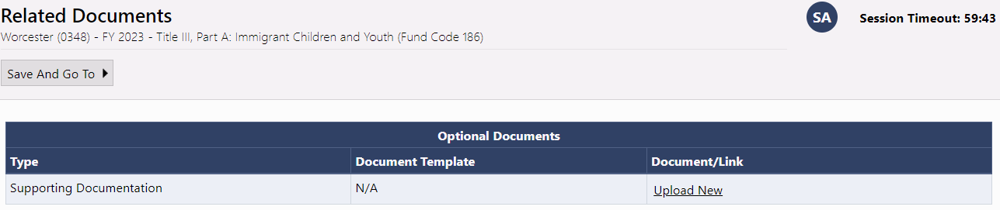 Related Documents
SA
Session Timeout: 59:43
Worcester (0348) - FY 2023 - Title III, Part A: Immigrant Children and Youth (Fund Code 186)
Save And Go To
Optional Documents
Type Document Template Document/Link
Supporting Documentation N/A Upload New